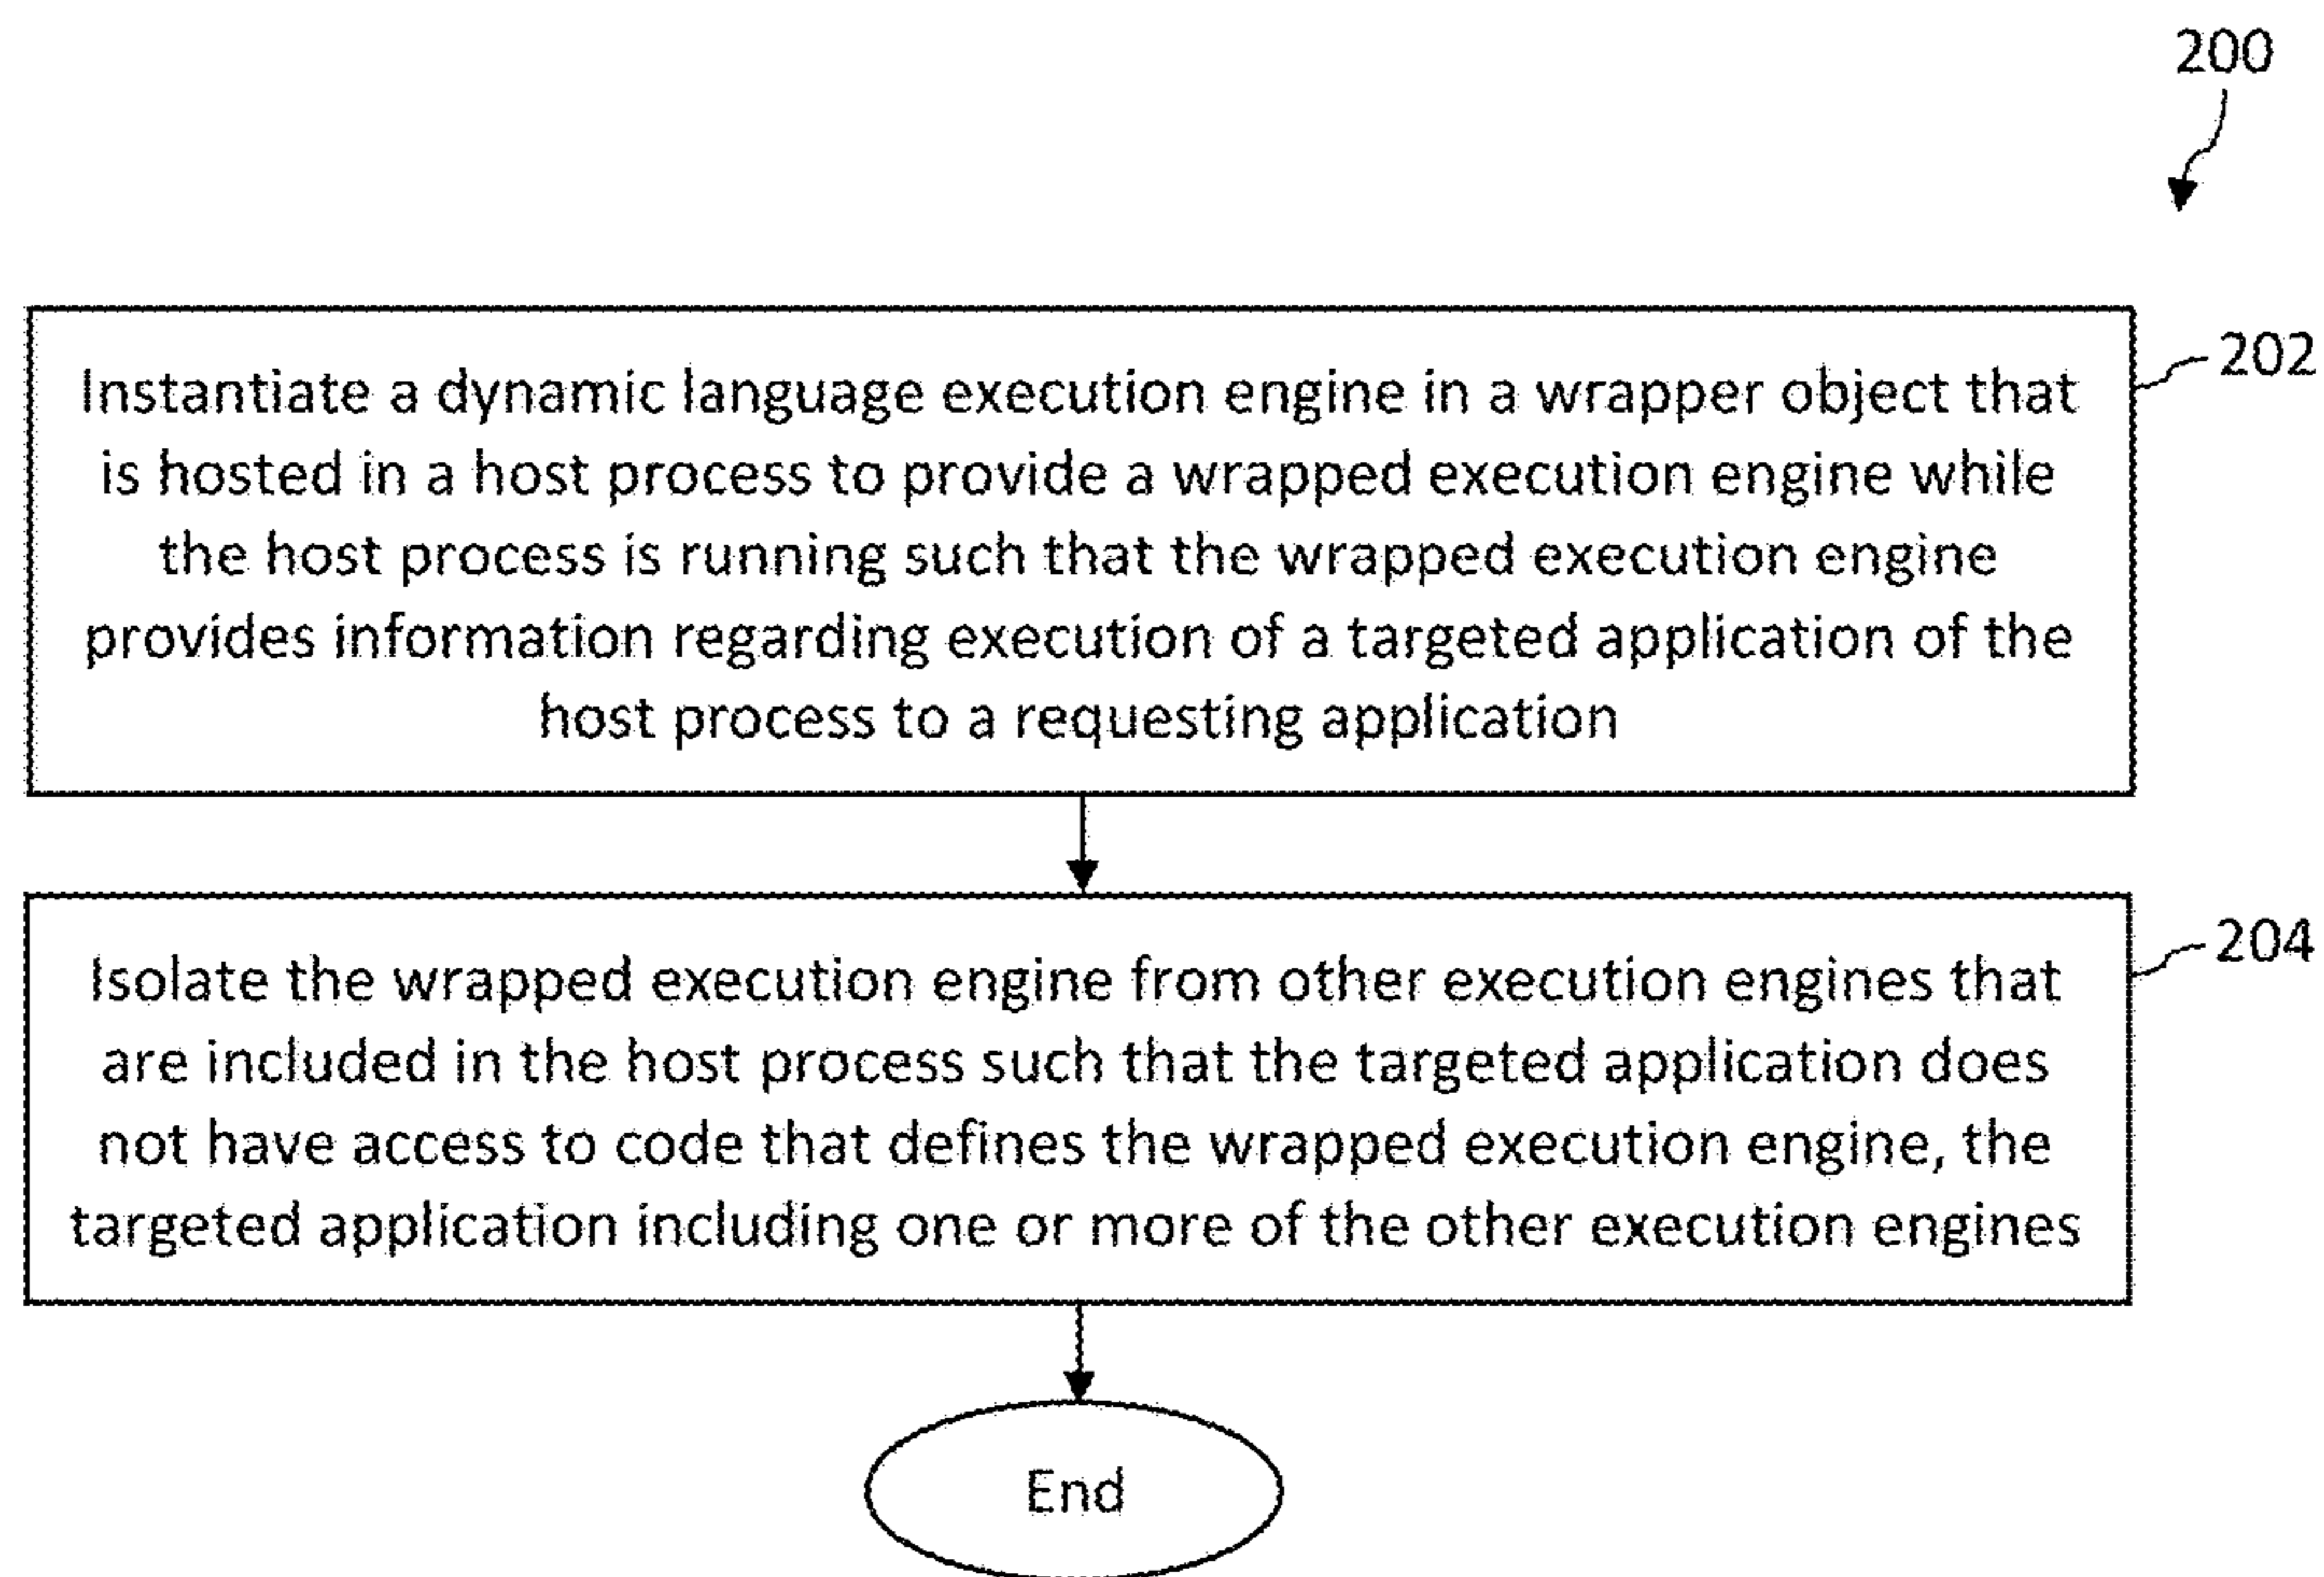 200
Instantiate a dynamic language execution engine in a wrapper object that
is hosted in a host process to provide a wrapped execution engine while
the host process is running such that the wrapped execution engine
provides information regarding execution of a targeted application of the
host process to a requesting application
202
Isolate the wrapped execution engine from other execution engines that
are included in the host process such that the targeted application does
not have access to code that defines the wrapped execution engine, the
targeted application including one or more of the other execution engines
204
End